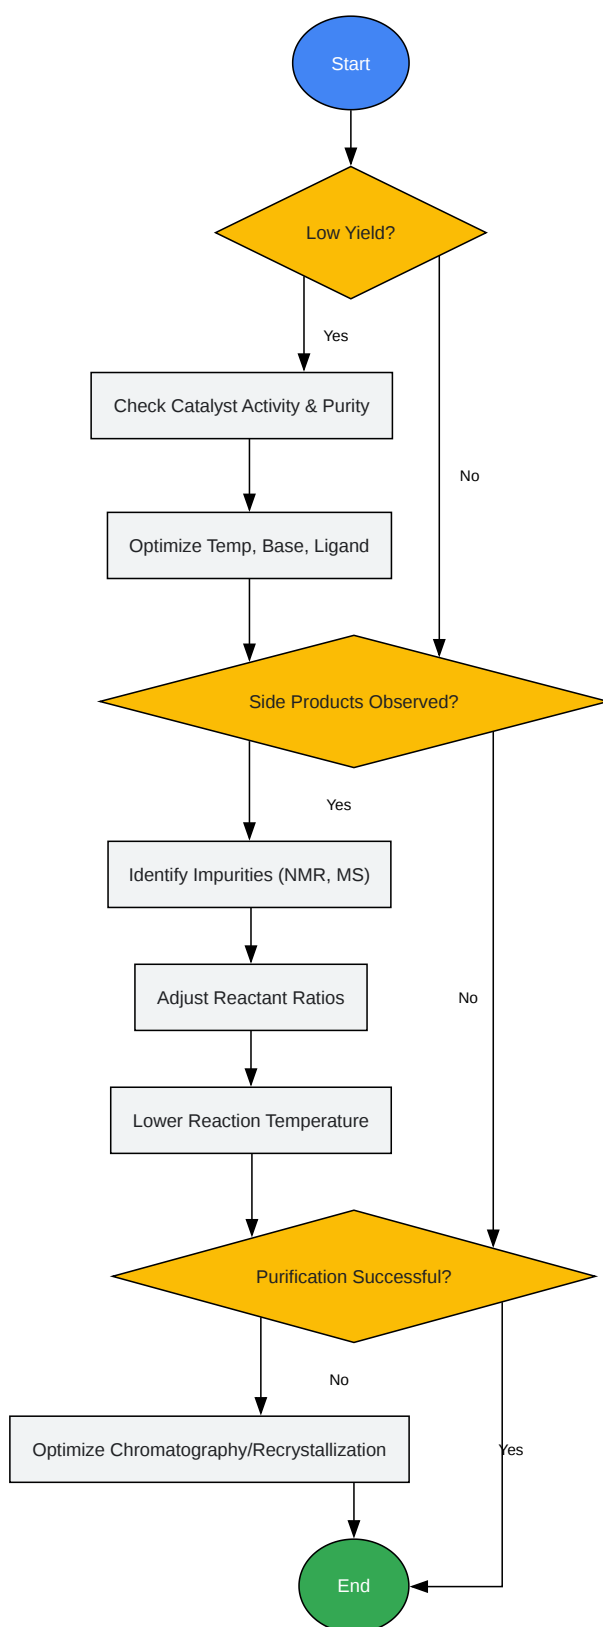 Start
Low Yield?
Yes
Check Catalyst Activity & Purity
No
Optimize Temp, Base, Ligand
Side Products Observed?
Yes
Identify Impurities (NMR, MS)
Adjust Reactant Ratios
No
Lower Reaction Temperature
Purification Successful?
No
Optimize Chromatography/Recrystallization
Yes
End